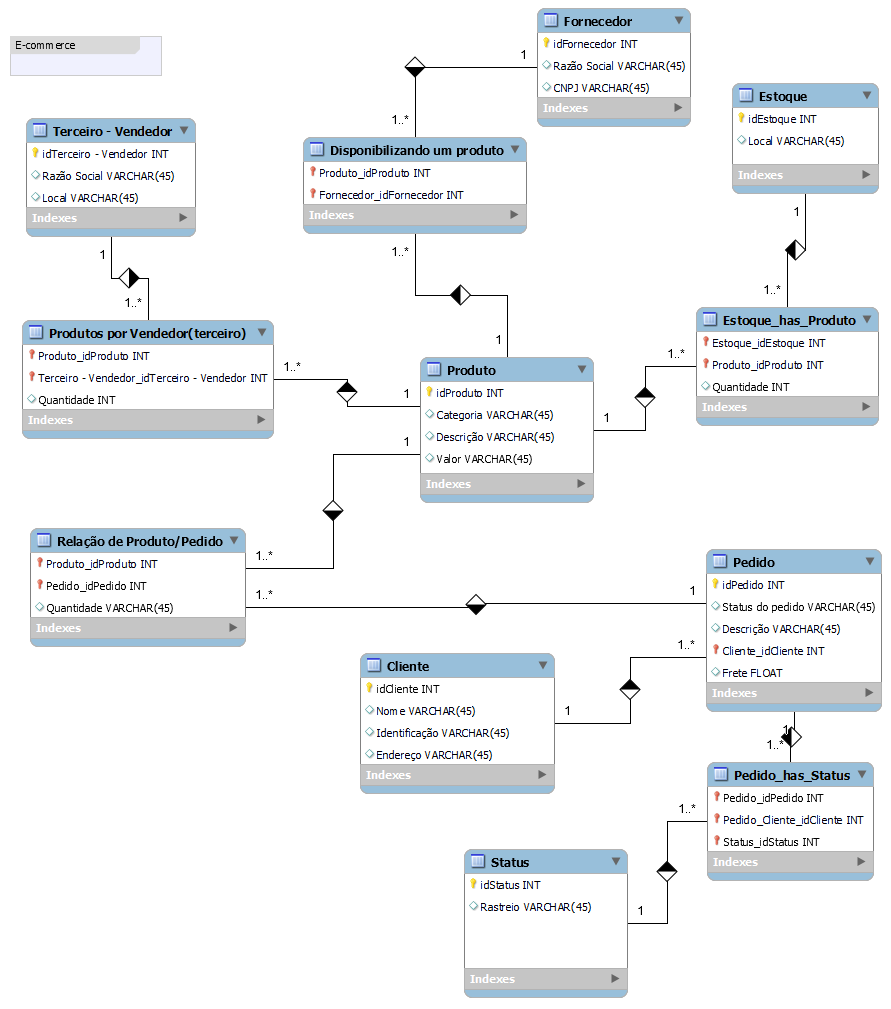 E-commerce
Fornecedor
idFornecedor INT
Razão Social VARCHAR(45)
CNPJ VARCHAR(45)
Indexes
1
1..*
Estoque
idEstoque INT
Local VARCHAR(45)
Indexes
Terceiro - Vendedor
idTerceiro - Vendedor INT
Razão Social VARCHAR(45)
Local VARCHAR(45)
Indexes
Disponibilizando um produto
Produto_idProduto INT
Fornecedor_idFornecedor INT
Indexes
1
1..*
1..*
1
1
1..*
Produtos por Vendedor(terceiro)
Produto_idProduto INT
Terceiro - Vendedor_idTerceiro - Vendedor INT
Quantidade INT
Indexes
Estoque_has_Produto
Estoque_idEstoque INT
Produto_idProduto INT
Quantidade INT
Indexes
Produto
idProduto INT
Categoria VARCHAR(45)
Descrição VARCHAR(45)
Valor VARCHAR(45)
Indexes
1..*
1
1..*
1
1
1..*
Relação de Produto/Pedido
Produto_idProduto INT
Pedido_idPedido INT
Quantidade VARCHAR(45)
Indexes
1..*
1
Pedido
idPedido INT
Status do pedido VARCHAR(45)
Descrição VARCHAR(45)
Cliente_idCliente INT
Frete FLOAT
Indexes
Cliente
idCliente INT
Nome VARCHAR(45)
Identificação VARCHAR(45)
Endereço VARCHAR(45)
Indexes
1
1..*
1
1..*
Pedido_has_Status
Pedido_idPedido INT
Pedido_Cliente_idCliente INT
Status_idStatus INT
Indexes
1..*
1
Status
idStatus INT
Rastreio VARCHAR(45)
Indexes